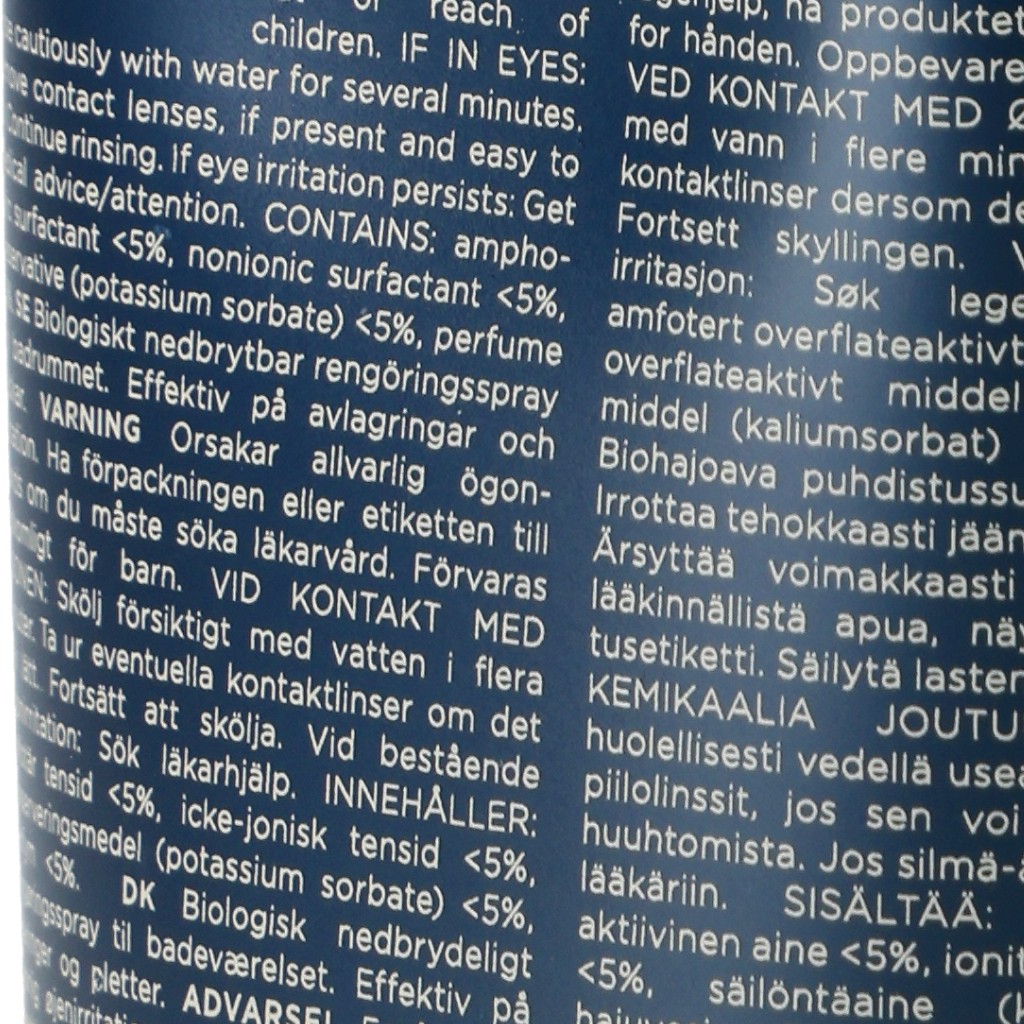 of reach of
children. IF IN EYES:
cautiously with water for several minutes.
contact lenses, if present and easy to
Continue rinsing. If eye irritation persists: Get
advice/attention. CONTAINS: ampho-
surfactant <5%, nonionic surfactant <5%,
(potassium sorbate) <5%, perfume
SE Biologiskt nedbrytbar rengöringsspray
badrummet. Effektiv på avlagringar och
VARNING Orsakar allvarlig ögon-
Ha förpackningen eller etiketten till
om du måste söka läkarvård. Förvaras
för barn. VID KONTAKT MED
Skölj försiktigt med vatten i flera
Ta ur eventuella kontaktlinser om det
lätt. Fortsätt att skölja. Vid bestående
Sök läkarhjälp. INNEHÅLLER:
tensid <5%, icke-jonisk tensid <5%,
(potassium sorbate) <5%,
<5%. DK Biologisk nedbrydeligt
til badeværelset. Effektiv på
og pletter. ADVARSEL
produktet
for hånden. Oppbevare
VED KONTAKT MED
med vann i flere
kontaktlinser dersom
Fortsett skyllingen.
irritasjon: Søk
amfotert overflateaktivt
overflateaktivt middel
middel (kaliumsorbat)
Biohajoava
Irrottaa tehokkaasti
Ärsyttää voimakkaasti
lääkinnällistä apua,
tusetiketti. Säilytä
KEMIKAALIA
huolellisesti vedellä
piilolinssit, jos sen voi
huuhtomista. Jos
lääkäriin. SISÄLTÄÄ:
aktiivinen aine <5%,
<5%, säilöntäaine